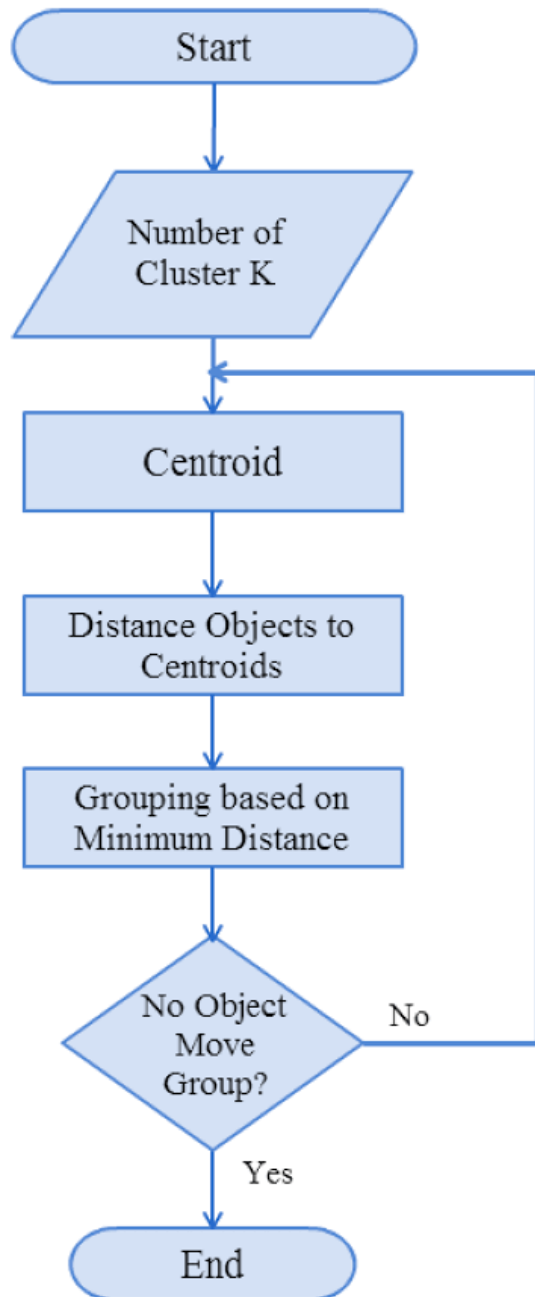 Start
Number of
Cluster K
Centroid
Distance Objects to
Centroids
Grouping based on
Minimum Distance
No Object
Move
Group?
No
Yes
End